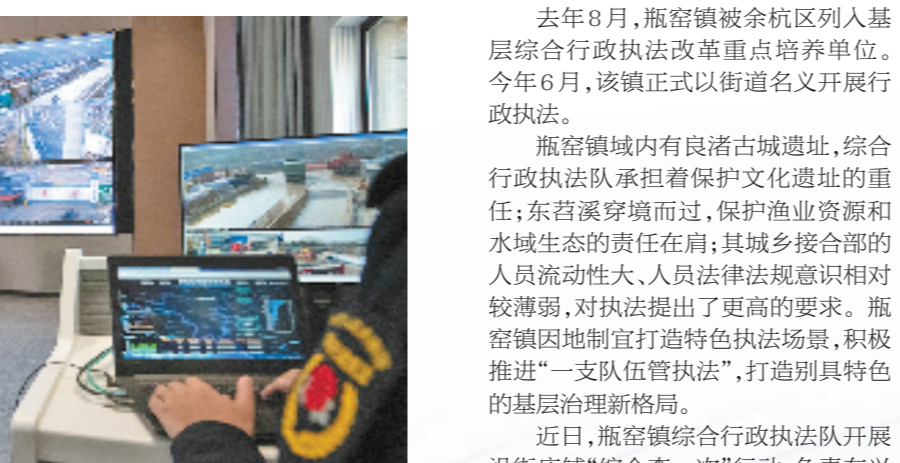 去年8月,瓶窑镇被余杭区列入基
层综合行政执法改革重点培养单位。
今年6月,该镇正式以街道名义开展行
政执法。
瓶窑镇域内有良渚古城遗址,综合
行政执法队承担着保护文化遗址的重
任;东苕溪穿境而过,保护渔业资源和
水域生态的责任在肩;其城乡接合部的
人员流动性大、人员法律法规意识相对
较薄弱,对执法提出了更高的要求。瓶
窑镇因地制宜打造特色执法场景,积极
推进“一支队伍管执法”,打造别具特色
的基层治理新格局。
近日,瓶窑镇综合行政执法队开展